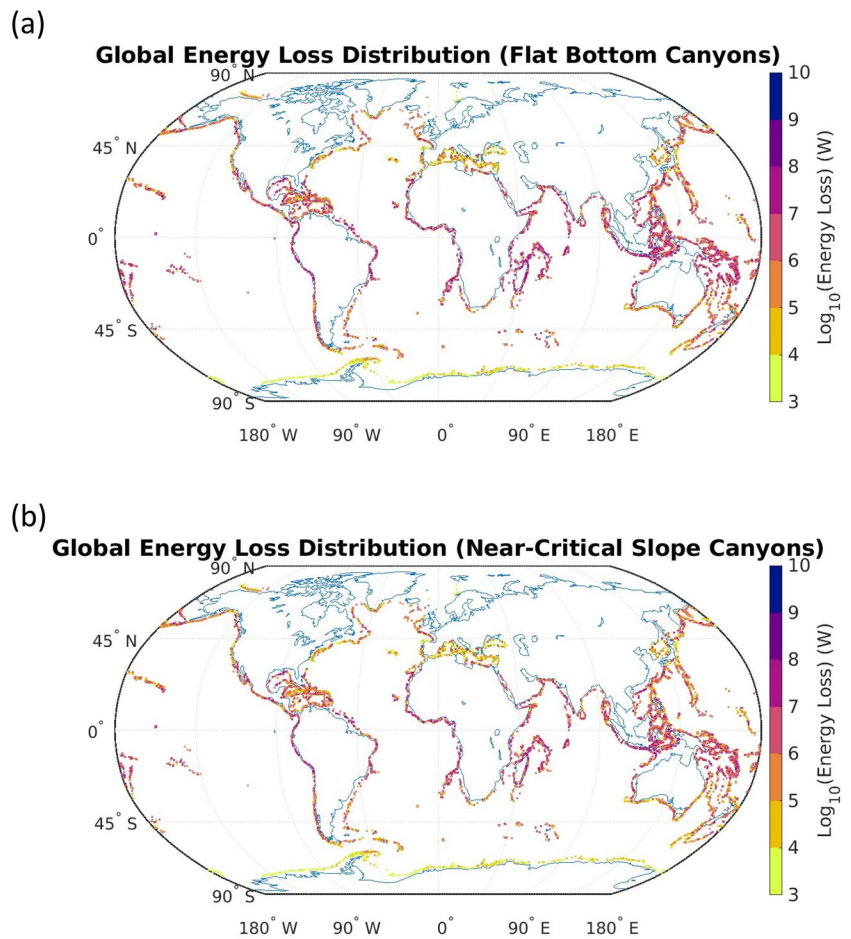 (a)
Global Energy Loss Distribution (Flat Bottom Canyons)
90° N
45° N
0°
45° S
90° S
180° W 90° W 0° 90° E 180° E
10
9
8
7
6
5
4
3
Log10(Energy Loss) (W)
(b)
Global Energy Loss Distribution (Near-Critical Slope Canyons)
90° N
45° N
0°
45° S
90° S
180° W 90° W 0° 90° E 180° E
10
9
8
7
6
5
4
3
Log10(Energy Loss) (W)